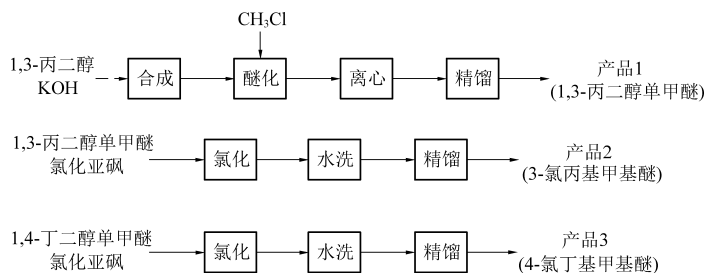 CH₃Cl
1,3-丙二醇
KOH
合成
醚化
离心
精馏
产品1
(1,3-丙二醇单甲醚)
1,3-丙二醇单甲醚
氯化亚砜
氯化
水洗
精馏
产品2
(3-氯丙基甲基醚)
1,4-丁二醇单甲醚
氯化亚砜
氯化
水洗
精馏
产品3
(4-氯丁基甲基醚)